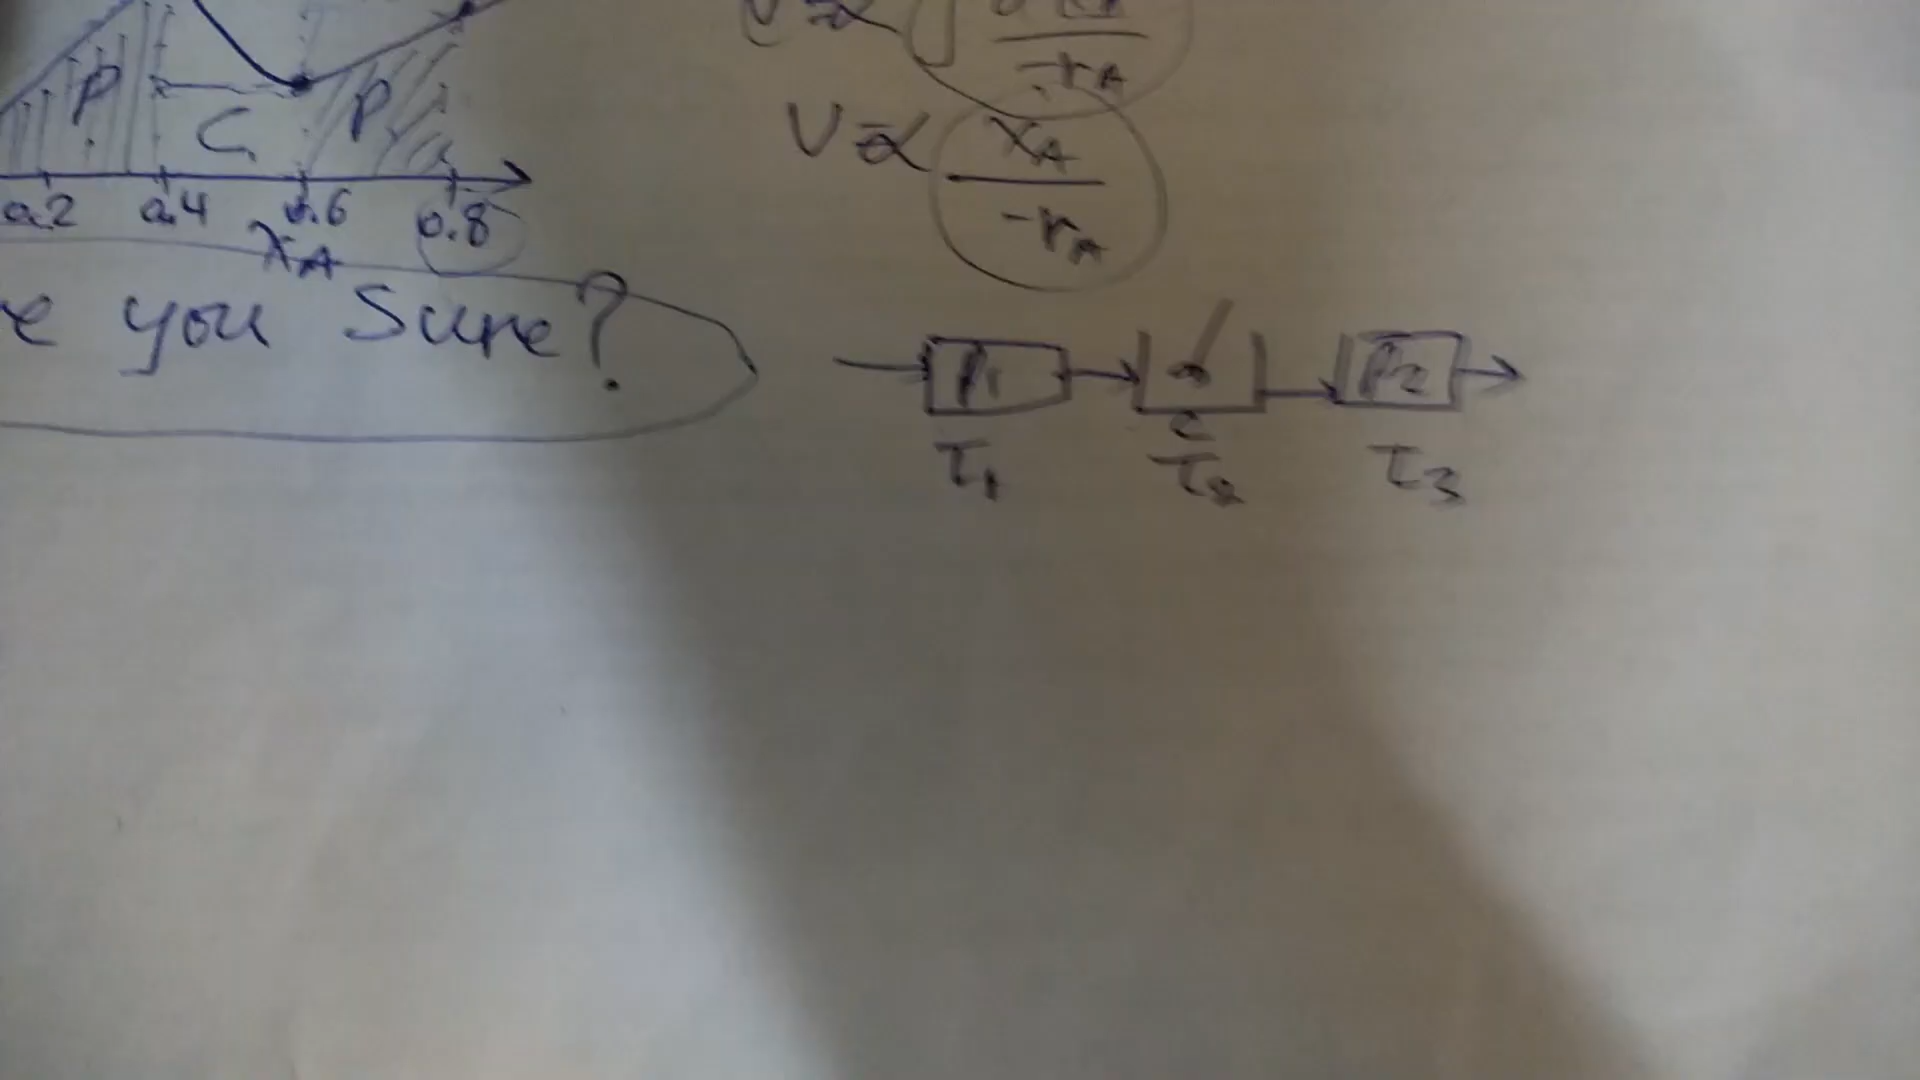 P
C
P
0.2 0.4 0.6 0.8
XA
e you Sure?
-rA
V=α XA
-rA
P1
C
P2
τ1 τ2 τ3